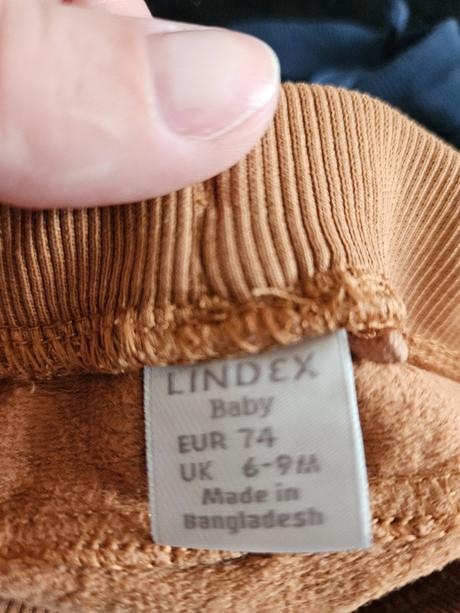 LINDEX
Baby
EUR 74
UK 6-9M
Made in
Bangladesh